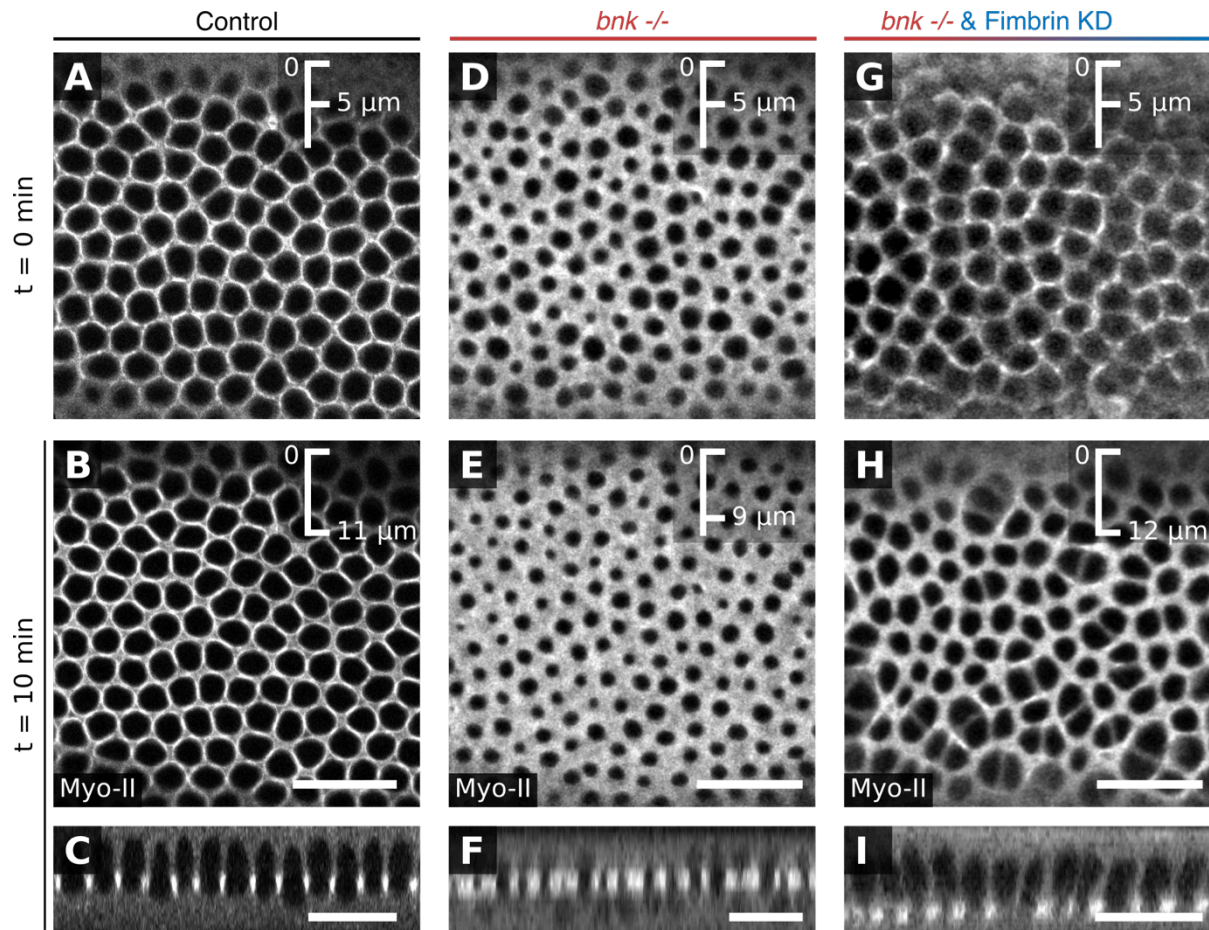 Control
bnk -/-
bnk -/- & Fimbrin KD
t = 0 min
A
0
5 μm
D
0
5 μm
G
0
5 μm
t = 10 min
B
0
11 μm
Myo-II
E
0
9 μm
H
0
12 μm
Myo-II
Myo-II
C
F
I